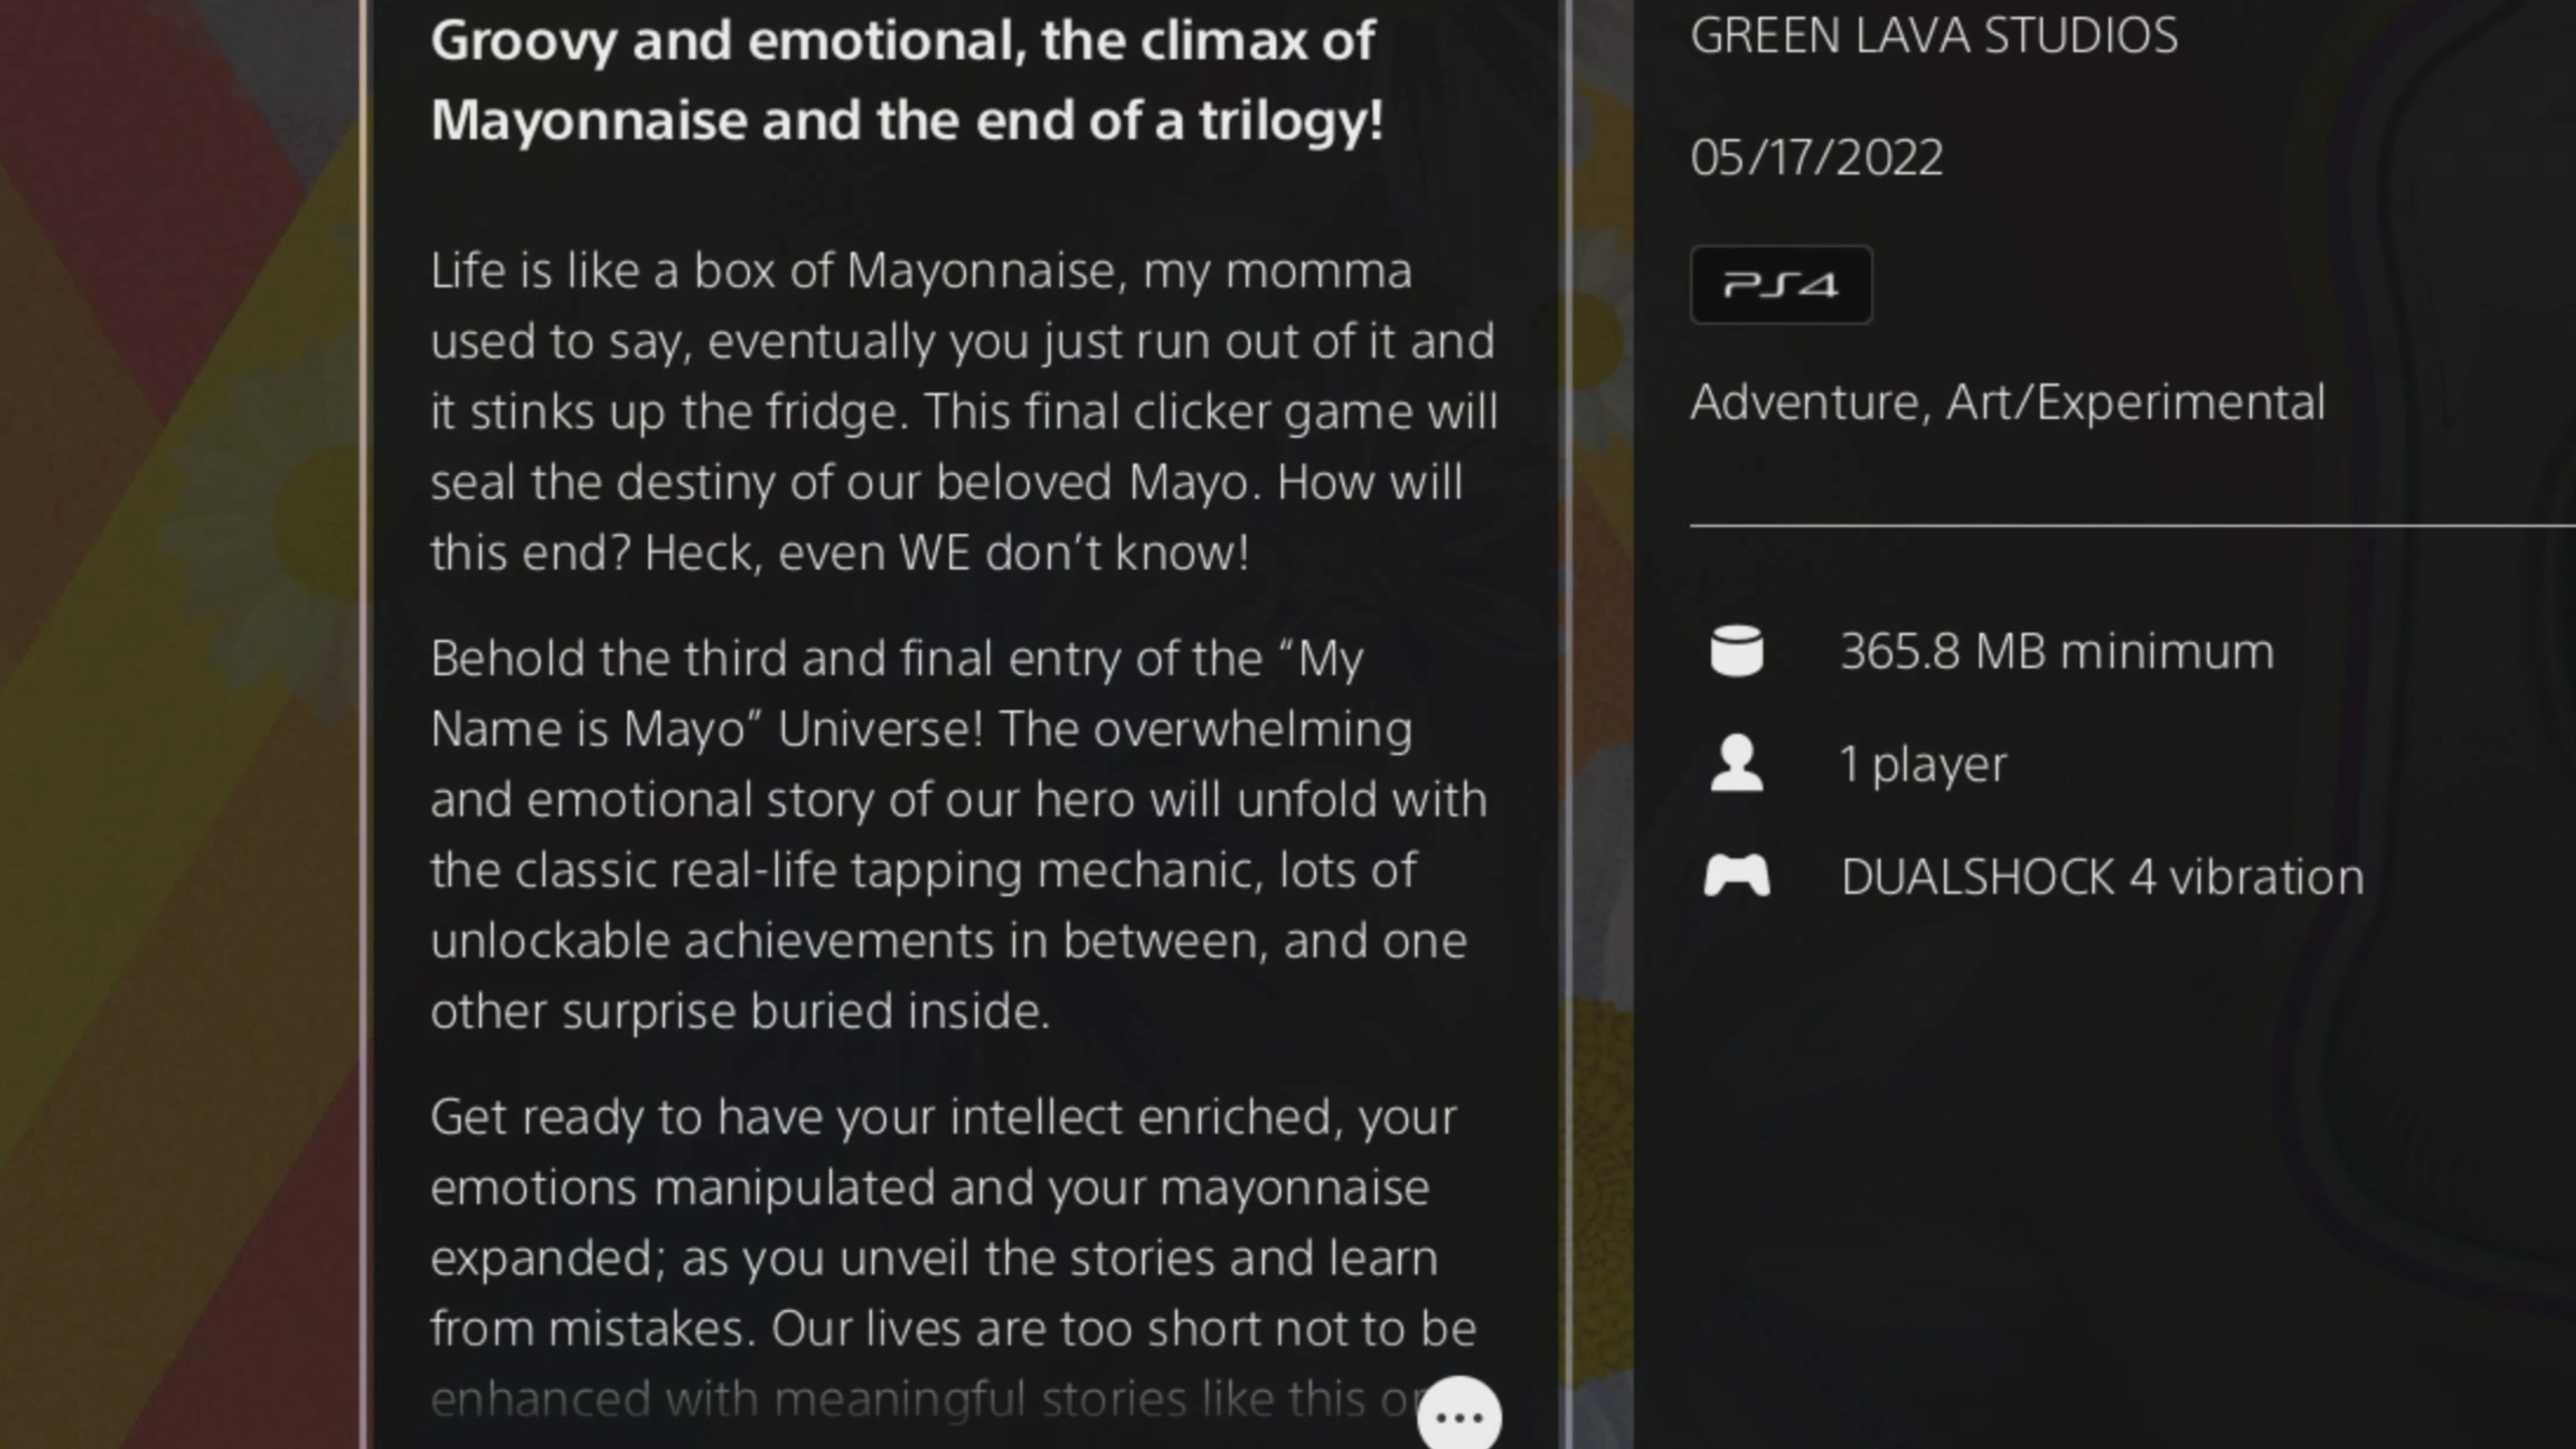 Groovy and emotional, the climax of
Mayonnaise and the end of a trilogy!
Life is like a box of Mayonnaise, my momma
used to say, eventually you just run out of it and
it stinks up the fridge. This final clicker game will
seal the destiny of our beloved Mayo. How will
this end? Heck, even WE don’t know!
Behold the third and final entry of the “My
Name is Mayo” Universe! The overwhelming
and emotional story of our hero will unfold with
the classic real-life tapping mechanic, lots of
unlockable achievements in between, and one
other surprise buried inside.
Get ready to have your intellect enriched, your
emotions manipulated and your mayonnaise
expanded; as you unveil the stories and learn
from mistakes. Our lives are too short not to be
enhanced with meaningful stories like this
GREEN LAVA STUDIOS
05/17/2022
PS4
Adventure, Art/Experimental
365.8 MB minimum
1 player
DUALSHOCK 4 vibration